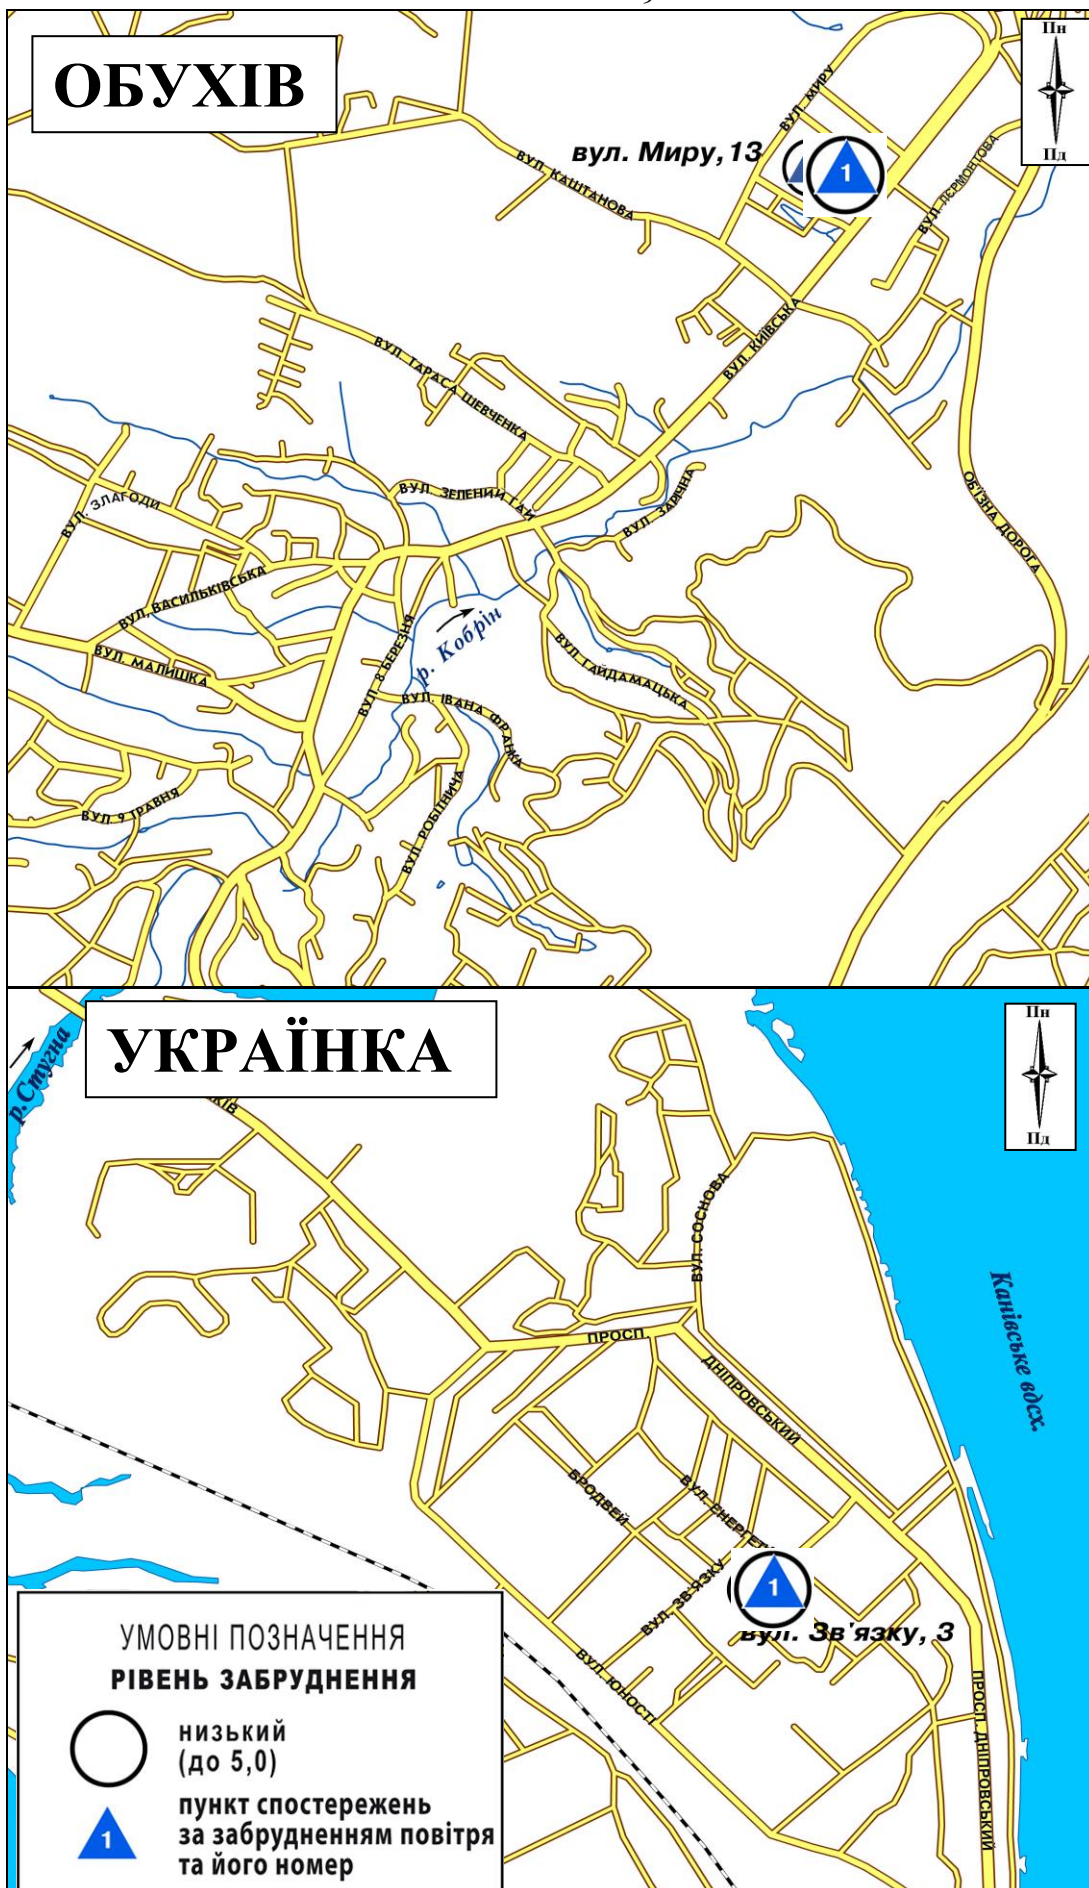 ОБУХІВ
Пн
Пд
ВУЛ. МИРУ
вул. Миру, 13
1
ВУЛ. ЛЄРМОНТОВА
ВУЛ. КАШТАНОВА
ВУЛ. КИЇВСЬКА
ВУЛ. ТАРАСА ШЕВЧЕНКА
ВУЛ. ЗЕЛЕНИЙ ГАЙ
ВУЛ. ЗАРІЧНА
ОБ'ЇЗНА ДОРОГА
ВУЛ. ЗЛАГОДИ
ВУЛ. ВАСИЛЬКІВСЬКА
ВУЛ. МАЛИШКА
ВУЛ. 8 БЕРЕЗНЯ
р. Кобрін
ВУЛ. ГАЙДАМАЦЬКА
ВУЛ. ІВАНА ФРАНКА
ВУЛ. РОБІТНИЧА
ВУЛ 9 ТРАВНЯ
УКРАЇНКА
Пн
Пд
р.Стугна
КІВ
ВУЛ. СОСНОВА
Канівське вдсх.
ПРОСП.
ДНІПРОВСЬКИЙ
БРОДВЕЙ
ВУЛ. ЕНЕРГЕ
ВУЛ. ЗВ'ЯЗКУ
1
вул. Зв'язку, 3
ВУЛ. ЮНОСТІ
ПРОСП. ДНІПРОВСЬКИЙ
УМОВНІ ПОЗНАЧЕННЯ
РІВЕНЬ ЗАБРУДНЕННЯ
низький
(до 5,0)
1
пункт спостережень
за забрудненням повітря
та його номер